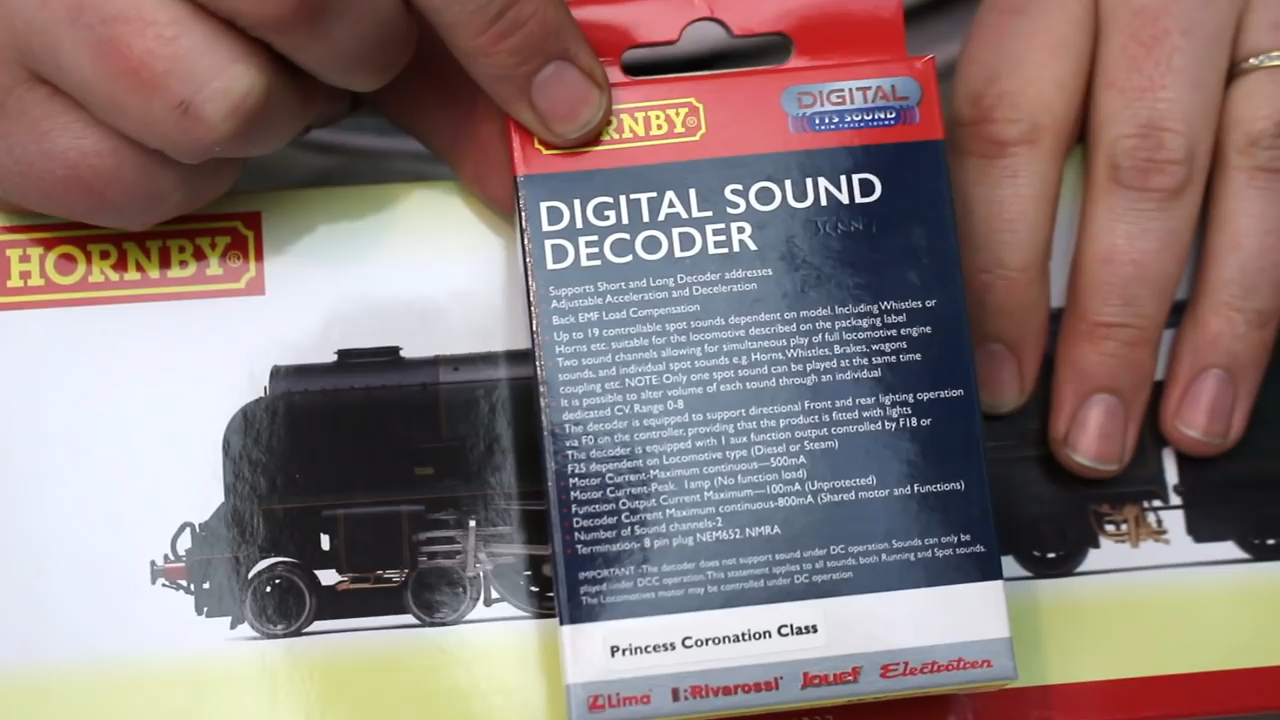 DIGITAL
TTS SOUND
TWIN TRACK SOUND
DIGITAL SOUND
DECODER
HORNBY®
Supports Short and Long Decoder addresses
Adjustable Acceleration and Deceleration
Back EMF Load Compensation
Up to 19 controllable spot sounds dependent on model. Including Whistles or
Horns etc. suitable for the locomotive described on the packaging label
Two sound channels allowing for simultaneous play of full locomotive engine
sounds, and individual spot sounds e.g. Horns, Whistles, Brakes, wagons
coupling etc. NOTE: Only one spot sound can be played at the same time
It is possible to alter volume of each sound through an individual
dedicated CV. Range 0-8
The decoder is equipped to support directional Front and rear lighting operation
via F0 on the controller, providing that the product is fitted with lights
The decoder is equipped with 1 aux function output controlled by F18 or
F25 dependent on Locomotive type (Diesel or Steam)
Motor Current-Maximum continuous—500mA
Motor Current-Peak. 1amp (No function load)
Function Output Current Maximum—100mA (Unprotected)
Decoder Current Maximum continuous-800mA (Shared motor and Functions)
Number of Sound channels-2
Termination- 8 pin plug NEM652. NMRA
IMPORTANT -The decoder does not support sound under DC operation. Sounds can only be
played under DCC operation. This statement applies to all sounds, both Running and Spot sounds.
The Locomotives motor may be controlled under DC operation
Princess Coronation Class
Lima Rivarossi Jouef Electrotren